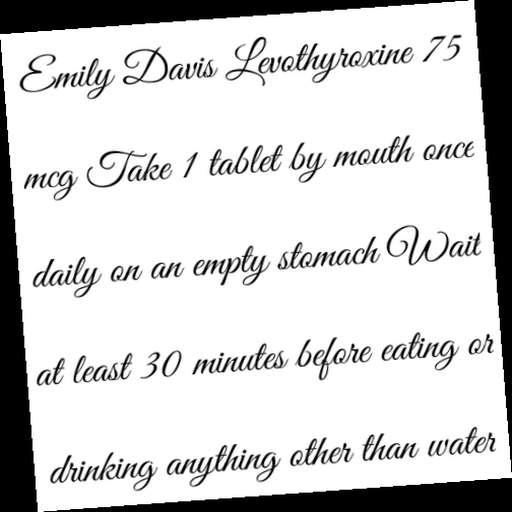 Emily Davis Levothyroxine 75
mcg Take 1 tablet by mouth once
daily on an empty stomach Wait
at least 30 minutes before eating or
drinking anything other than water